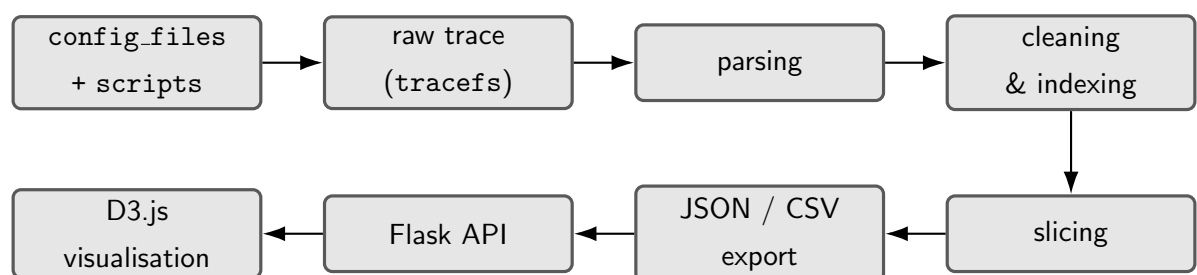 config_files
+ scripts
raw trace
(tracefs)
parsing
cleaning
& indexing
slicing
JSON / CSV
export
Flask API
D3.js
visualisation